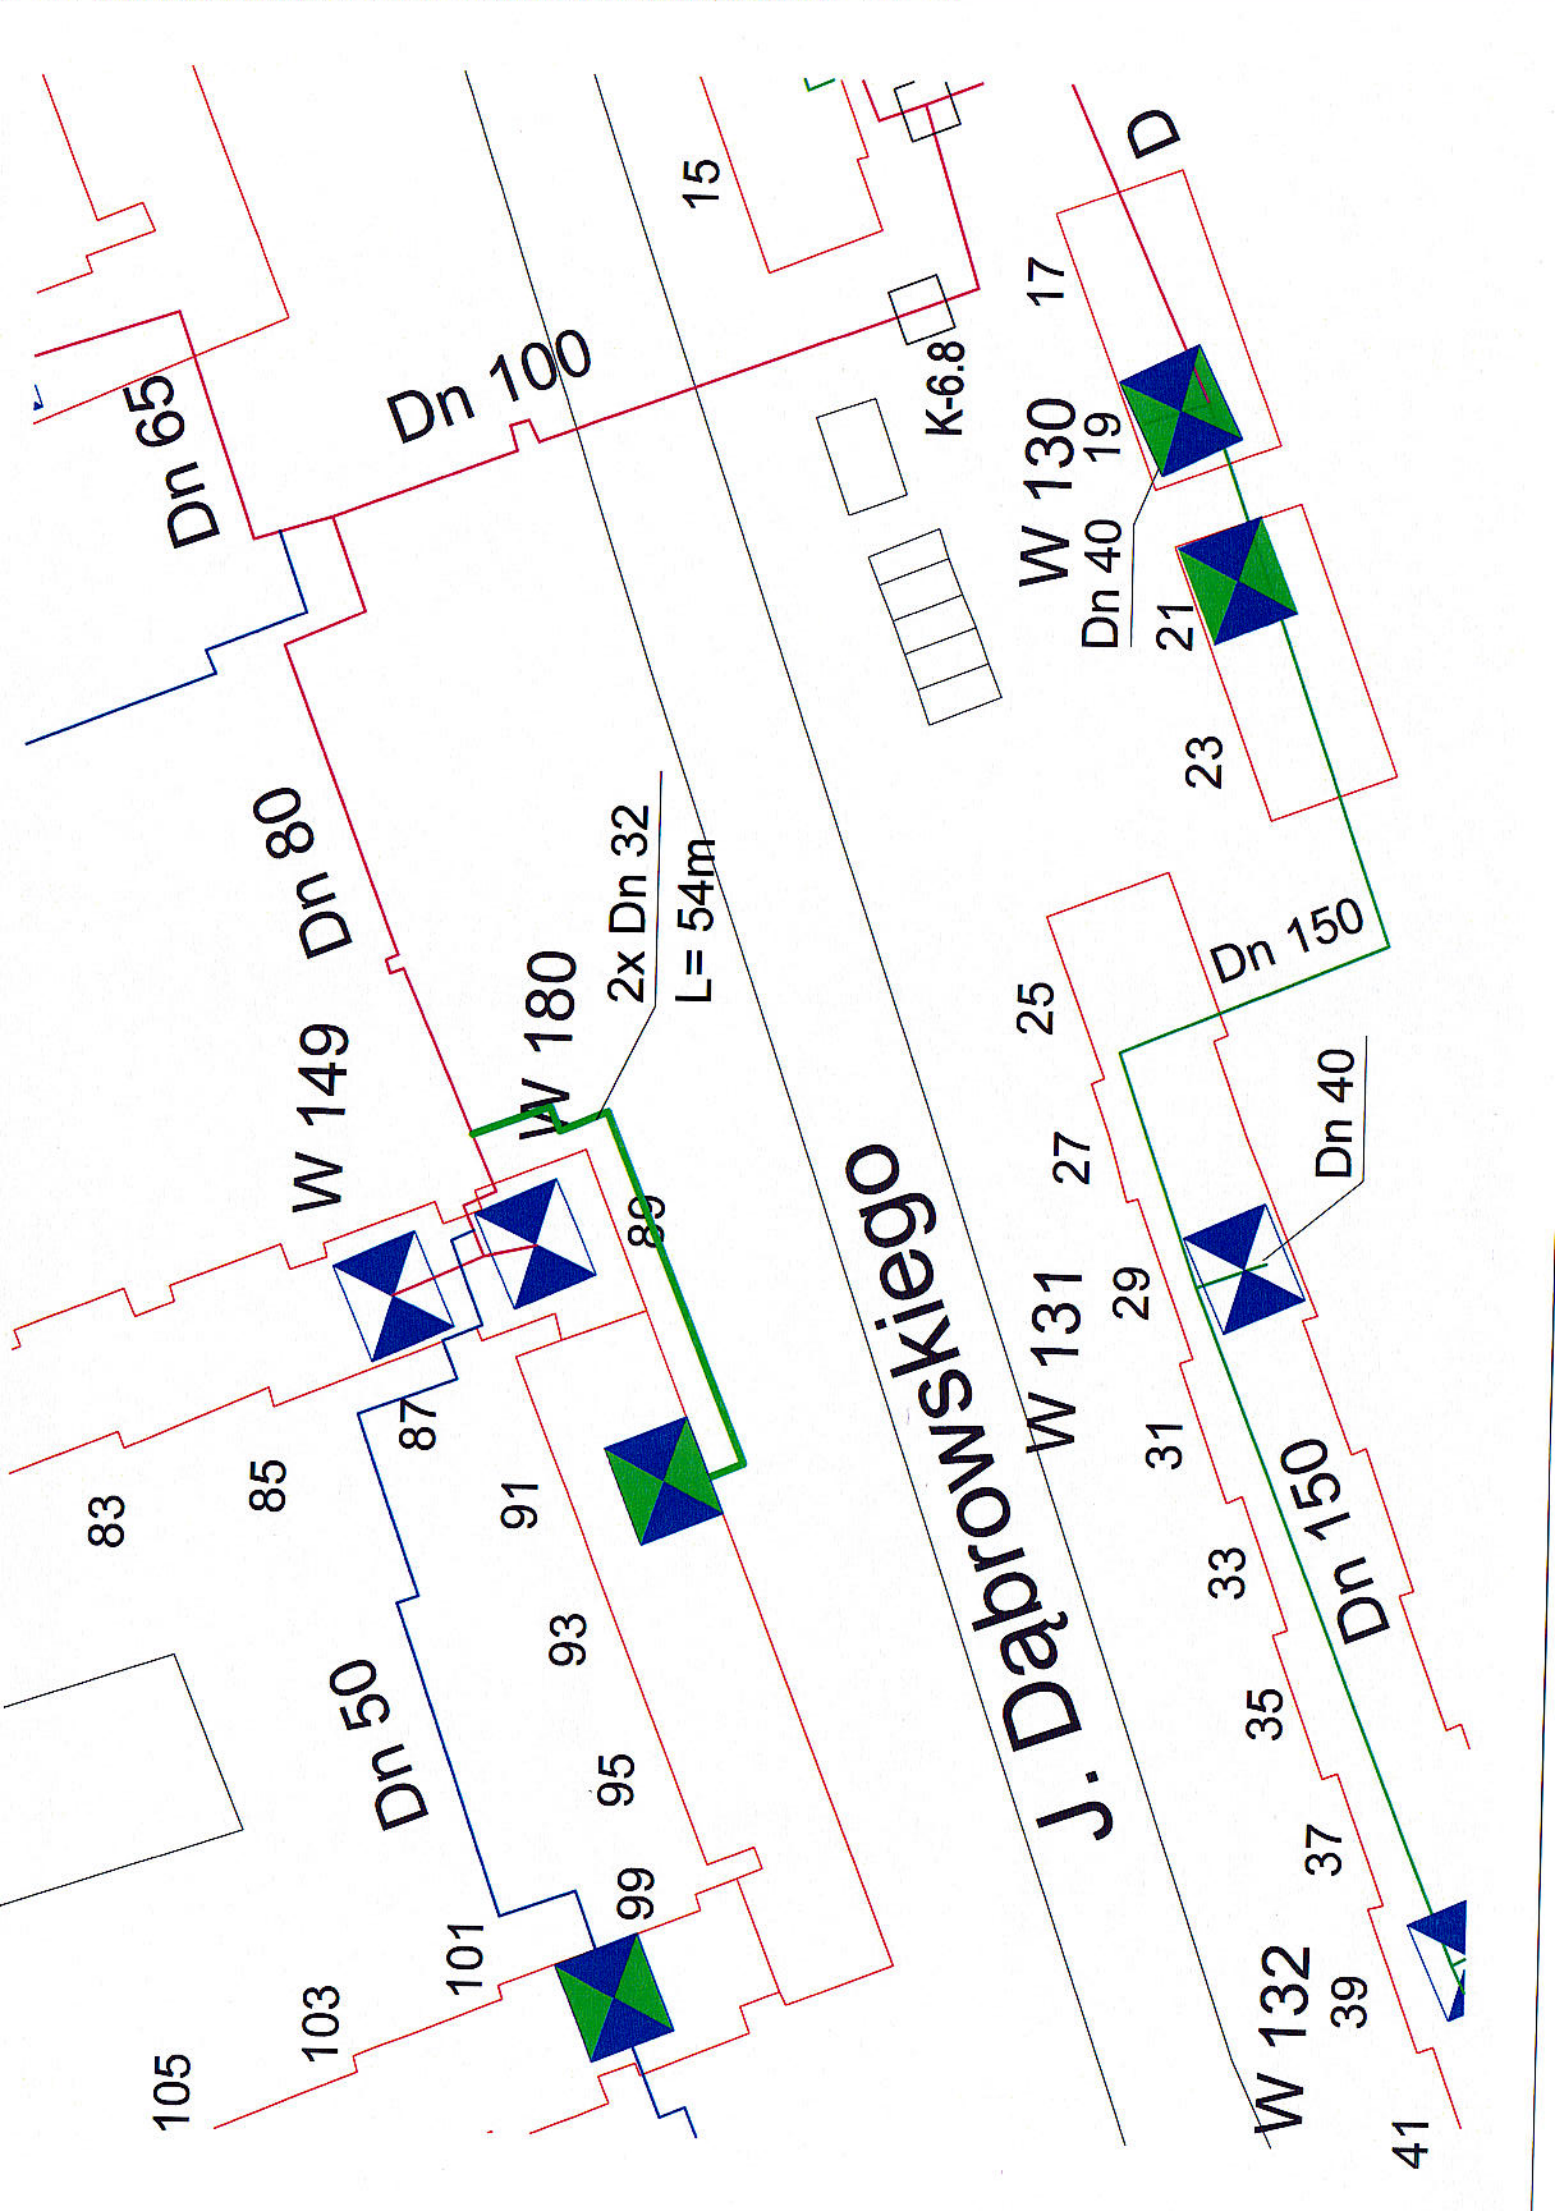 Dn 65
Dn 100
15
17
D
K-6.8
W 130
19
Dn 40
21
23
Dn 80
2x Dn 32
L= 54m
W 180
W 149
89
87
85
83
91
93
95
99
101
103
105
Dn 50
J. Dąbrowskiego
25
Dn 150
27
Dn 40
W 131
29
31
33
Dn 150
35
37
W 132
39
41